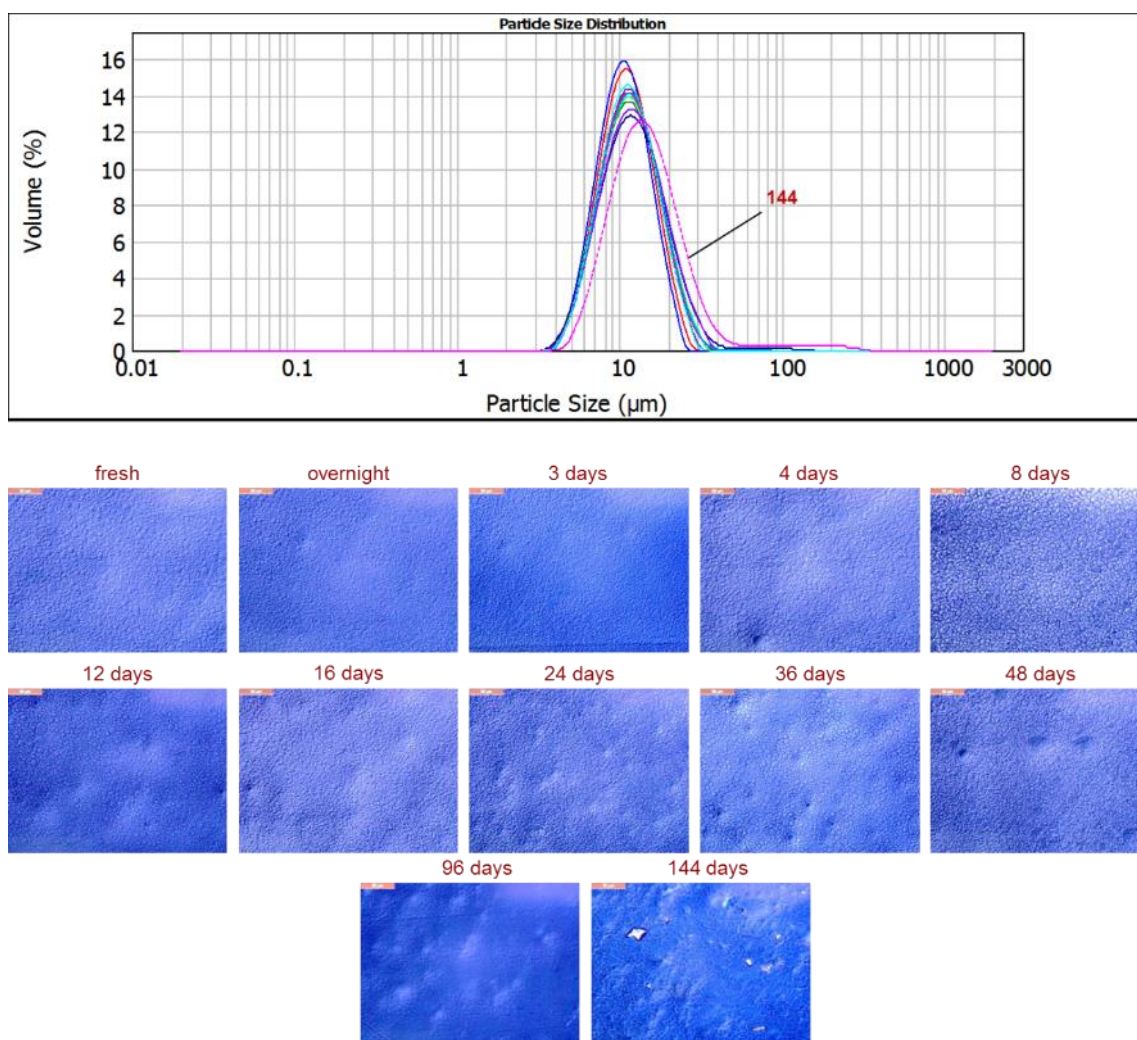 Particle Size Distribution
16
14
12
10
8
6
4
2
0
Volume (%)
144
0.01 0.1 1 10 100 1000 3000
Particle Size (µm)
fresh overnight 3 days 4 days 8 days
12 days 16 days 24 days 36 days 48 days
96 days 144 days